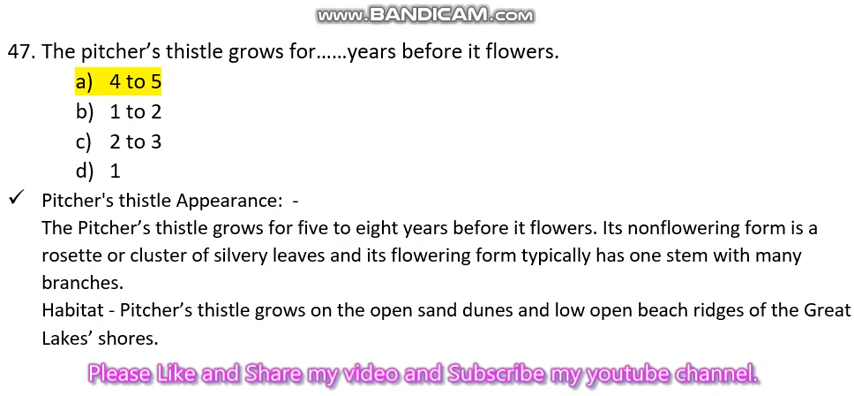 www.BANDICAM.COM
47. The pitcher’s thistle grows for......years before it flowers.
a) 4 to 5
b) 1 to 2
c) 2 to 3
d) 1
✓ Pitcher's thistle Appearance: -
The Pitcher’s thistle grows for five to eight years before it flowers. Its nonflowering form is a
rosette or cluster of silvery leaves and its flowering form typically has one stem with many
branches.
Habitat - Pitcher’s thistle grows on the open sand dunes and low open beach ridges of the Great
Lakes’ shores.
Please Like and Share my video and Subscribe my youtube channel.